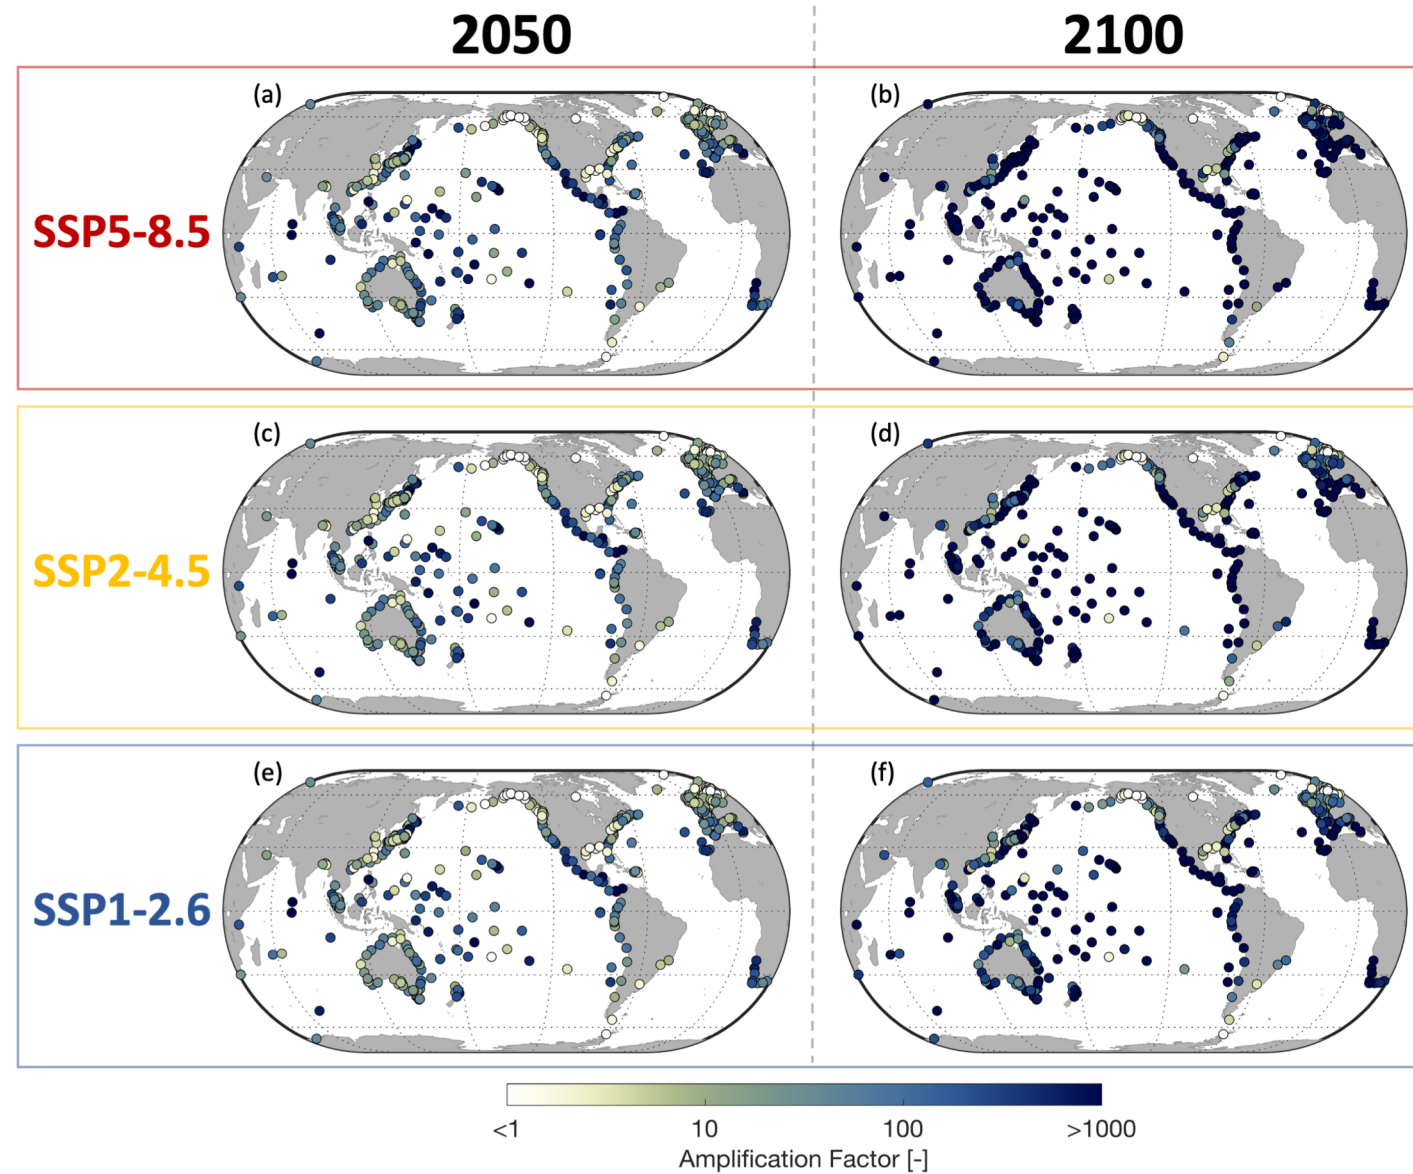 2050 2100
(a) (b)
SSP5-8.5
(c) (d)
SSP2-4.5
(e) (f)
SSP1-2.6
<1 10 100 >1000
Amplification Factor [-]